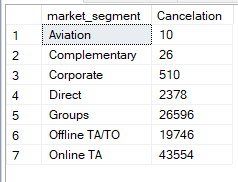 market_segment Cancelation
1 Aviation 10
2 Complementary 26
3 Corporate 510
4 Direct 2378
5 Groups 26596
6 Offline TA/TO 19746
7 Online TA 43554